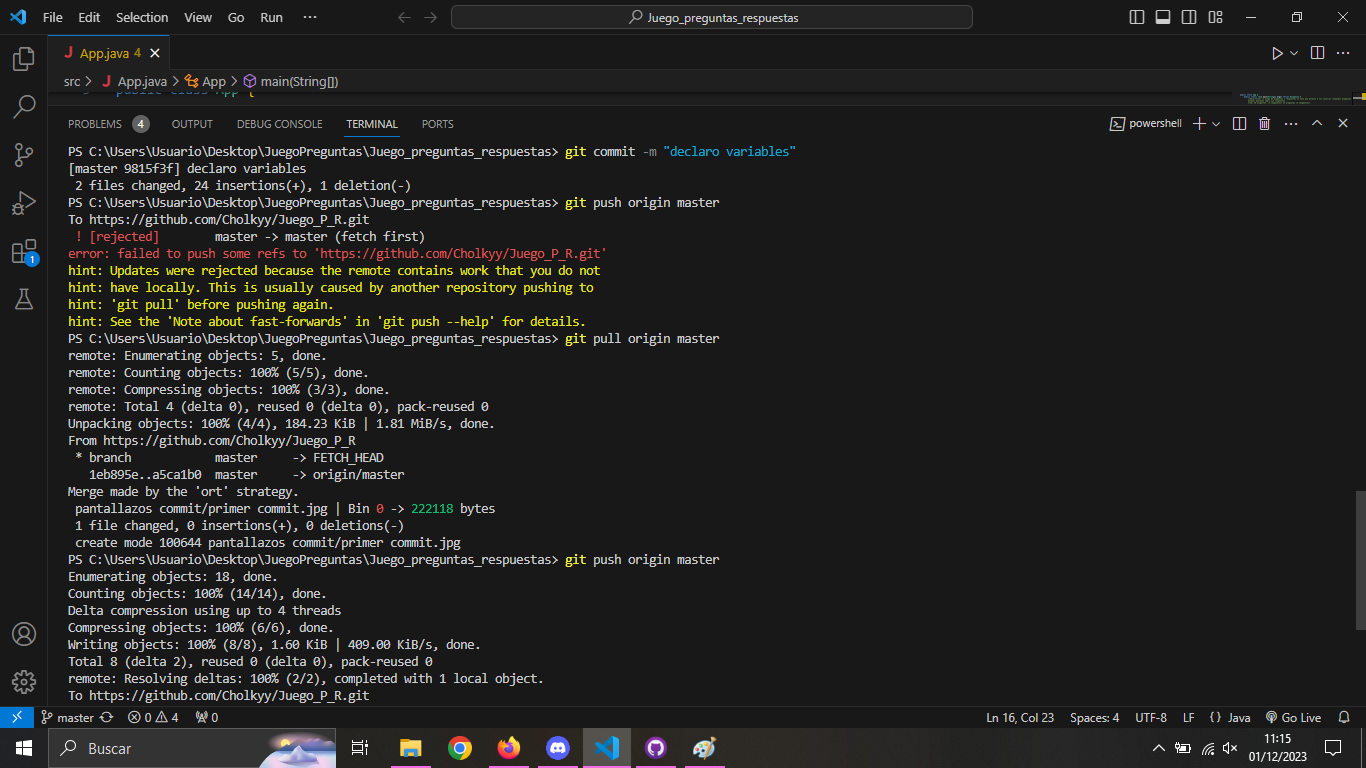 File Edit Selection View Go Run ··· Juego_preguntas_respuestas
J App.java 4
src > J App.java > App > main(String[])
public class App {
PROBLEMS 4 OUTPUT DEBUG CONSOLE TERMINAL PORTS powershell
PS C:\Users\Usuario\Desktop\JuegoPreguntas\Juego_preguntas_respuestas> git commit -m "declaro variables"
[master 9815f3f] declaro variables
2 files changed, 24 insertions(+), 1 deletion(-)
PS C:\Users\Usuario\Desktop\JuegoPreguntas\Juego_preguntas_respuestas> git push origin master
To https://github.com/Cholkyy/Juego_P_R.git
! [rejected] master -> master (fetch first)
error: failed to push some refs to 'https://github.com/Cholkyy/Juego_P_R.git'
hint: Updates were rejected because the remote contains work that you do not
hint: have locally. This is usually caused by another repository pushing to
hint: 'git pull' before pushing again.
hint: See the 'Note about fast-forwards' in 'git push --help' for details.
PS C:\Users\Usuario\Desktop\JuegoPreguntas\Juego_preguntas_respuestas> git pull origin master
remote: Enumerating objects: 5, done.
remote: Counting objects: 100% (5/5), done.
remote: Compressing objects: 100% (3/3), done.
remote: Total 4 (delta 0), reused 0 (delta 0), pack-reused 0
Unpacking objects: 100% (4/4), 184.23 KiB | 1.81 MiB/s, done.
From https://github.com/Cholkyy/Juego_P_R
* branch master -> FETCH_HEAD
1eb895e..a5ca1b0 master -> origin/master
Merge made by the 'ort' strategy.
pantallazos commit/primer commit.jpg | Bin 0 -> 222118 bytes
1 file changed, 0 insertions(+), 0 deletions(-)
create mode 100644 pantallazos commit/primer commit.jpg
PS C:\Users\Usuario\Desktop\JuegoPreguntas\Juego_preguntas_respuestas> git push origin master
Enumerating objects: 18, done.
Counting objects: 100% (14/14), done.
Delta compression using up to 4 threads
Compressing objects: 100% (6/6), done.
Writing objects: 100% (8/8), 1.60 KiB | 409.00 KiB/s, done.
Total 8 (delta 2), reused 0 (delta 0), pack-reused 0
remote: Resolving deltas: 100% (2/2), completed with 1 local object.
To https://github.com/Cholkyy/Juego_P_R.git
1
master 0 4 0 Ln 16, Col 23 Spaces: 4 UTF-8 LF {} Java Go Live
Buscar
11:15
01/12/2023